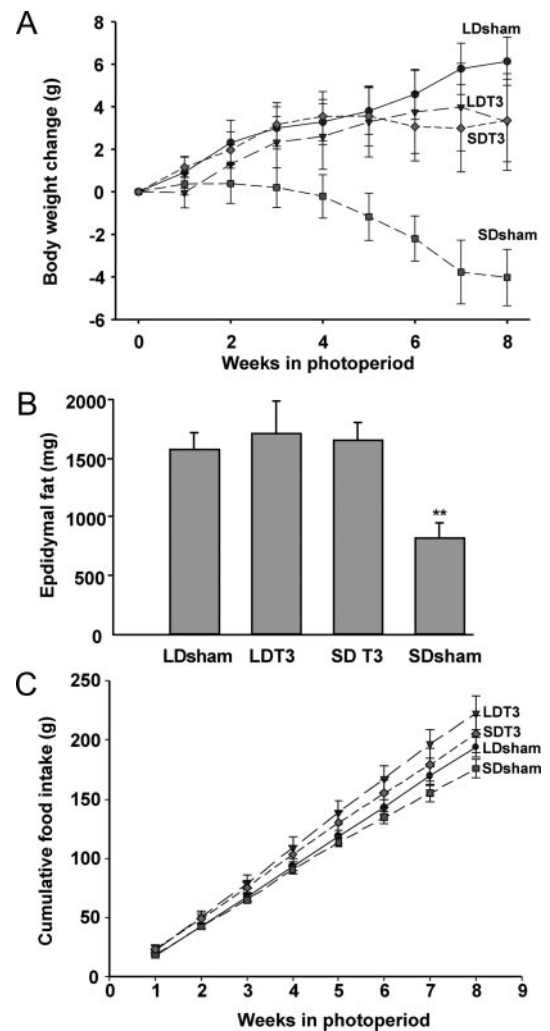 A
Body weight change (g)
6
4
2
0
-2
-4
-6
LDsham
LDT3
SDT3
SDsham
0 2 4 6 8
Weeks in photoperiod
B
Epdidymal fat (mg)
2000
1500
1000
500
0
**
LDsham LDT3 SD T3 SDsham
C
Cumulative food intake (g)
250
200
150
100
50
0
LDT3
SDT3
LDsham
SDsham
0 1 2 3 4 5 6 7 8 9
Weeks in photoperiod